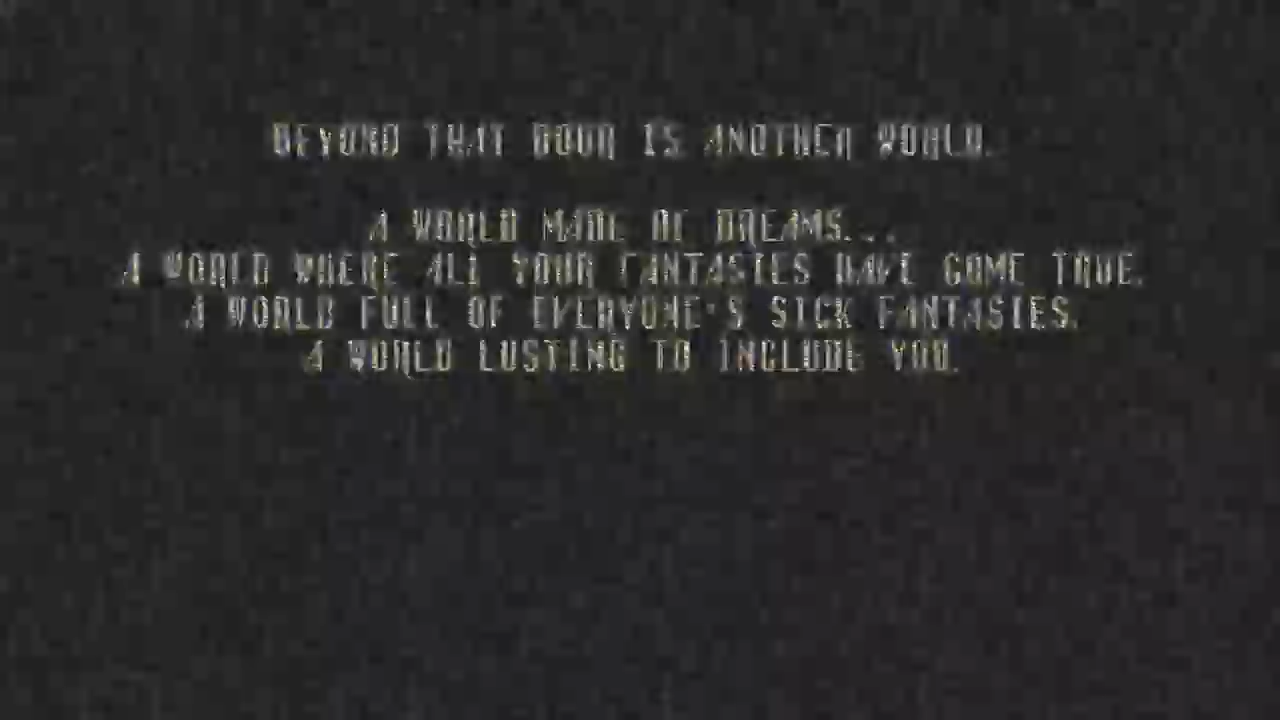 BEYOND THAT DOOR IS ANOTHER WORLD.
A WORLD MADE OF DREAMS...
A WORLD WHERE ALL YOUR FANTASIES HAVE COME TRUE.
A WORLD FULL OF EVERYONE'S SICK FANTASIES.
A WORLD LUSTING TO INCLUDE YOU.